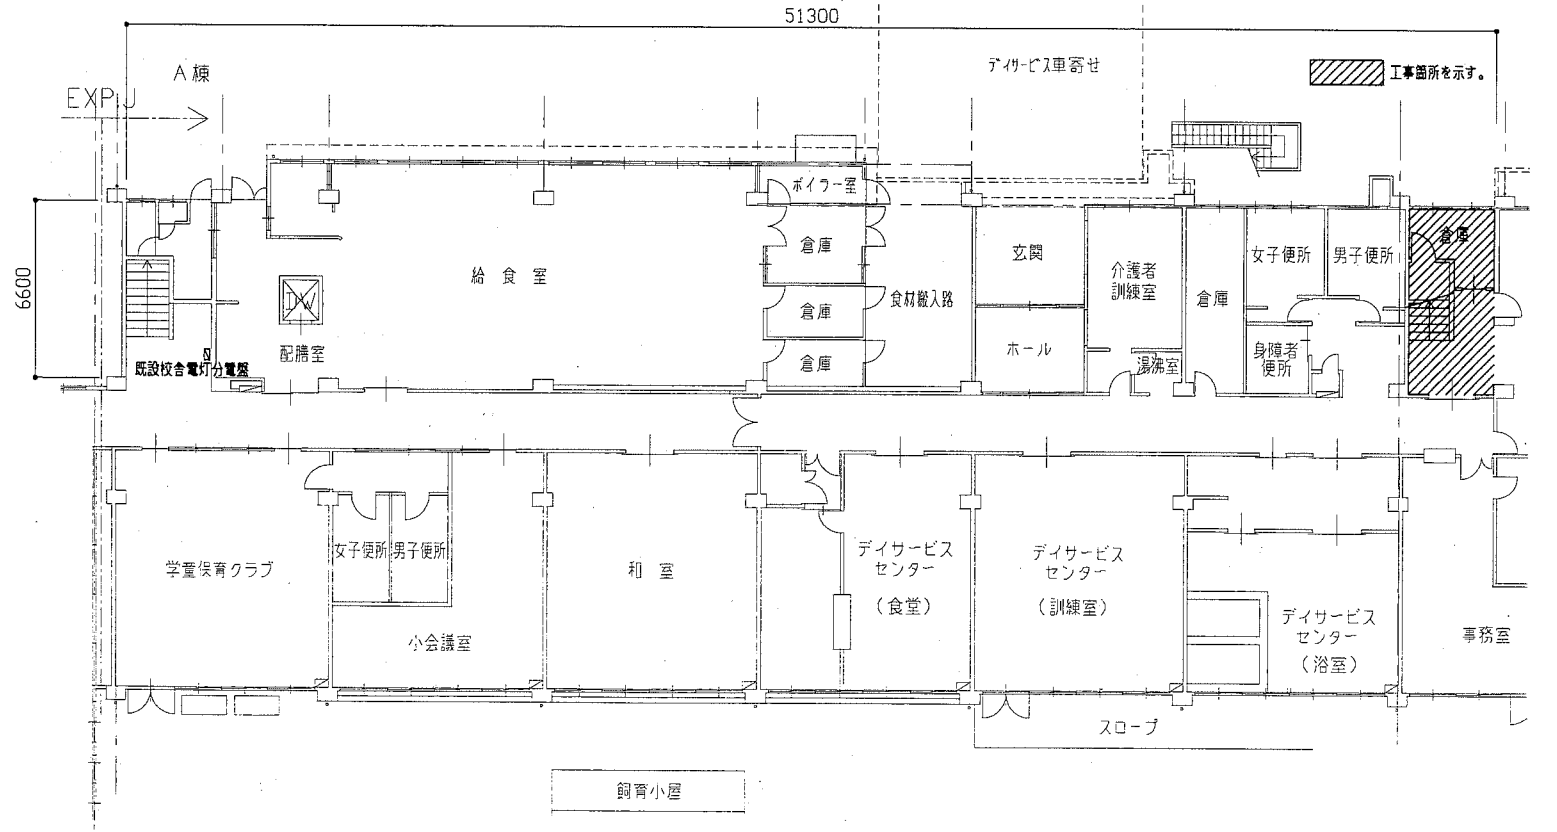 51300
デイサービス車寄せ
工事箇所を示す。
A棟
EXP.J
ボイラー室
倉庫
倉庫
倉庫
給食室
DW
配膳室
既設校舎電灯分電盤
6600
食材搬入路
玄関
ホール
介護者
訓練室
湯沸室
倉庫
女子便所
男子便所
身障者
便所
倉庫
学童保育クラブ
女子便所
男子便所
小会議室
和室
デイサービス
センター
(食堂)
デイサービス
センター
(訓練室)
デイサービス
センター
(浴室)
事務室
スロープ
飼育小屋